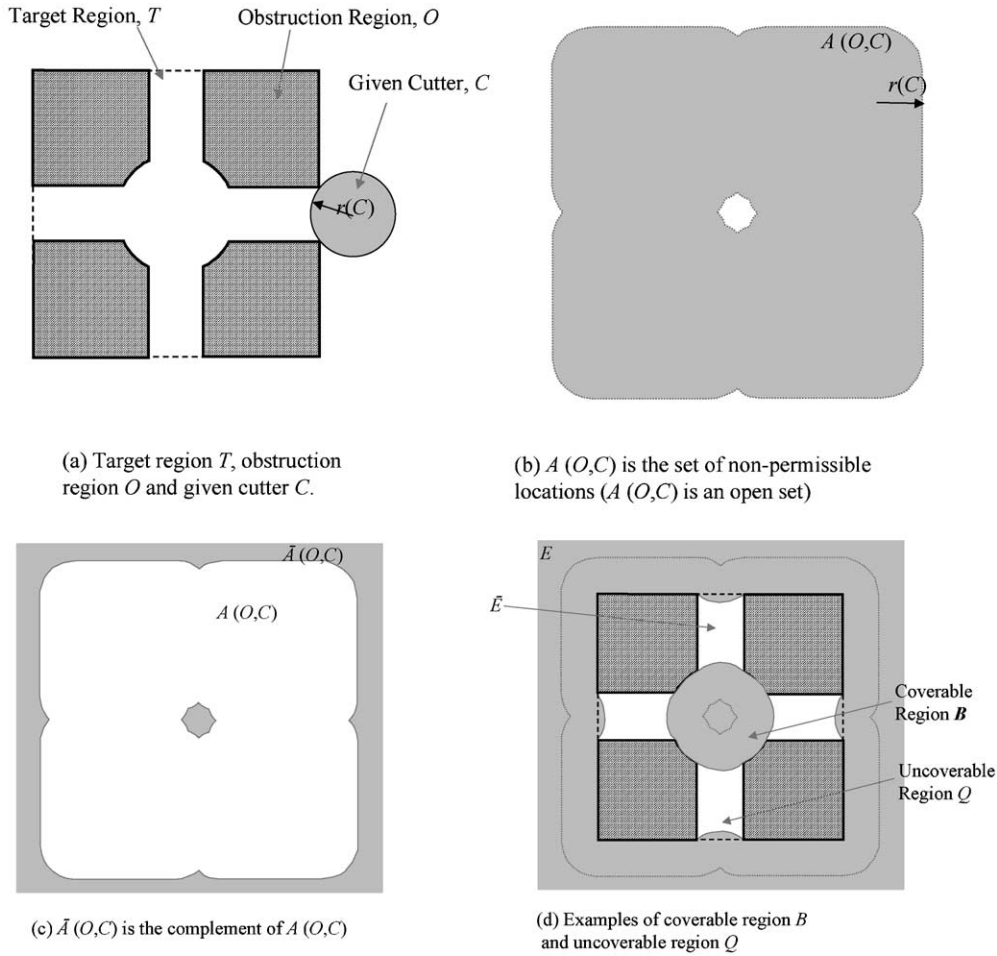 Target Region, T
Obstruction Region, O
Given Cutter, C
r(C)
(a) Target region T, obstruction
region O and given cutter C.
A (O,C)
r(C)
(b) A (O,C) is the set of non-permissible
locations (A (O,C) is an open set)
Ā (O,C)
A (O,C)
(c) Ā (O,C) is the complement of A (O,C)
E
Ē
Coverable
Region B
Uncoverable
Region Q
(d) Examples of coverable region B
and uncoverable region Q